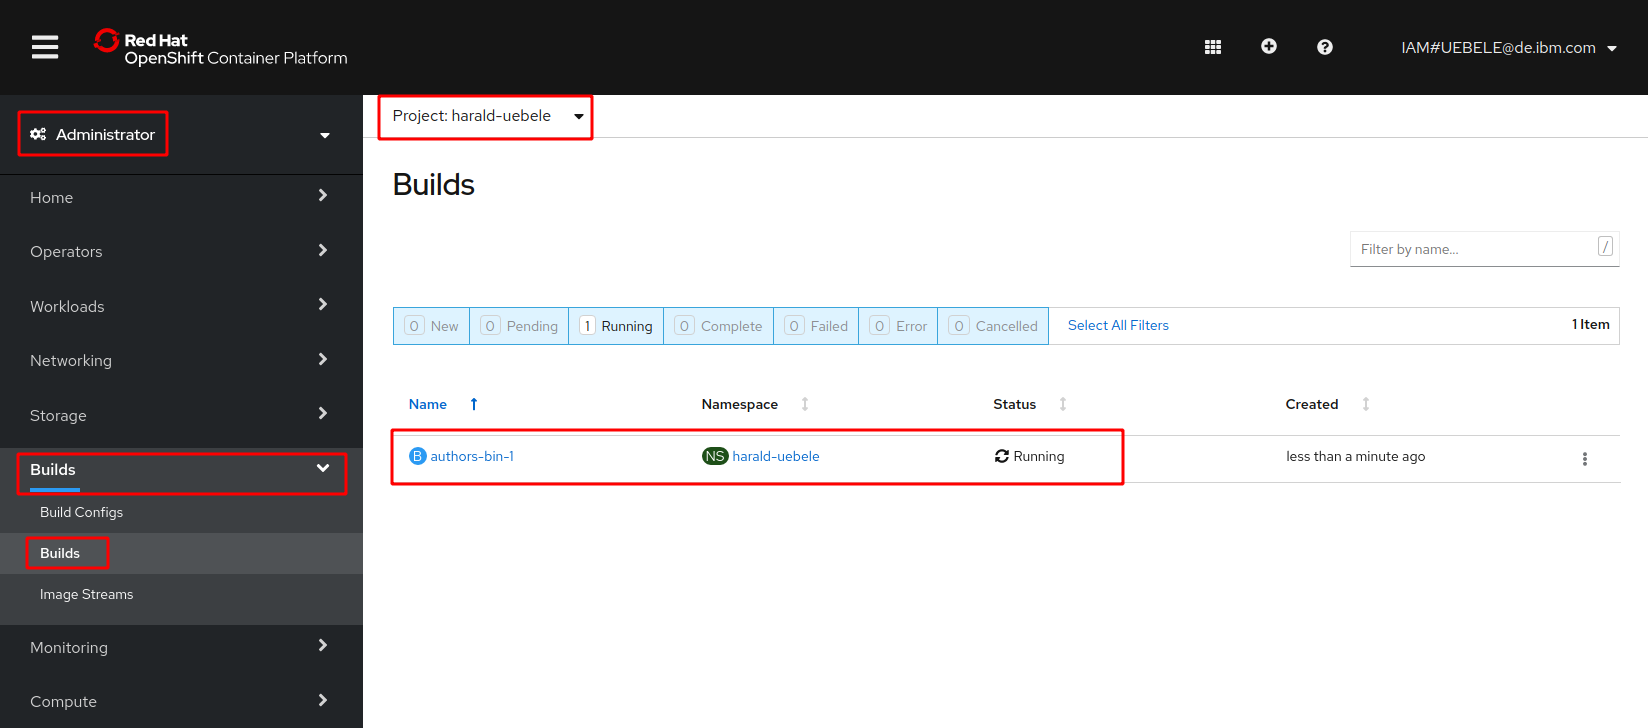 Red Hat
OpenShift Container Platform
IAM#UEBELE@de.ibm.com
Administrator
Home
Operators
Workloads
Networking
Storage
Builds
Build Configs
Builds
Image Streams
Monitoring
Compute
Project: harald-uebele
Builds
Filter by name...
/
0 New 0 Pending 1 Running 0 Complete 0 Failed 0 Error 0 Cancelled Select All Filters 1 Item
Name Namespace Status Created
B authors-bin-1 NS harald-uebele Running less than a minute ago